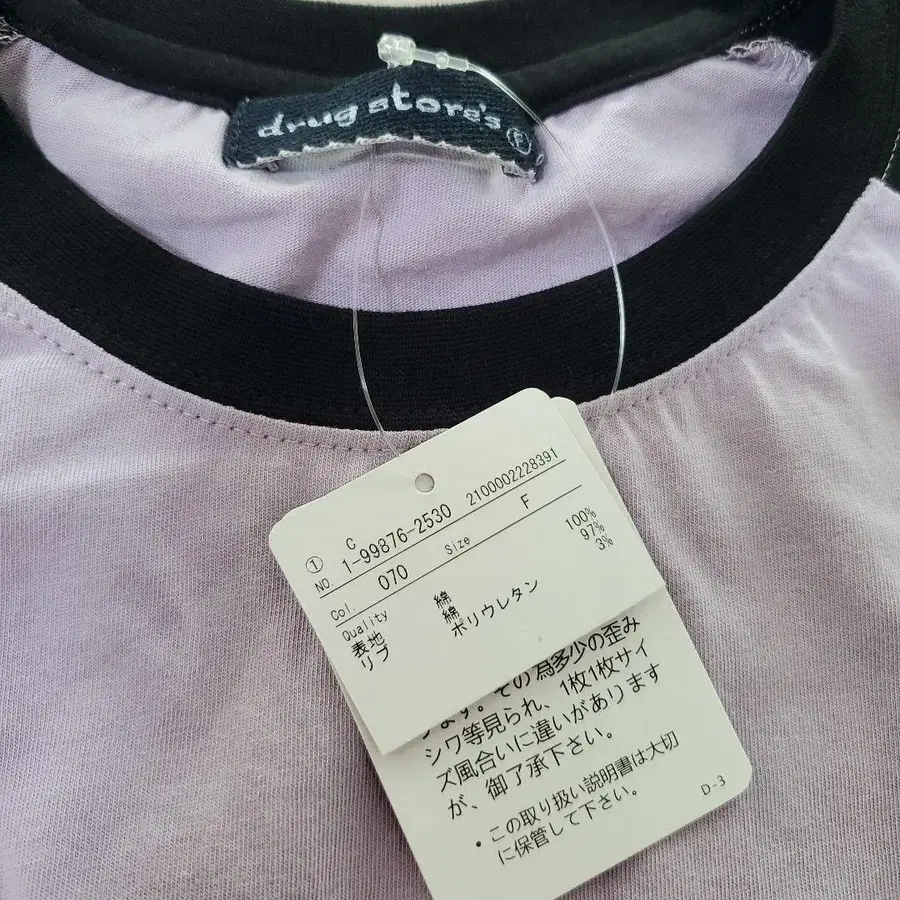 drug store's
① C
NO. 1-99876-2530 2100002228391
Col. 070 Size F
Quality
表地 綿 100%
リブ 綿 97%
ポリウレタン 3%
ます。その為多少の歪み
シワ等見られ、1枚1枚サイ
ズ風合いに違いがあります
が、御了承下さい。
・この取り扱い説明書は大切
に保管して下さい。
D-3